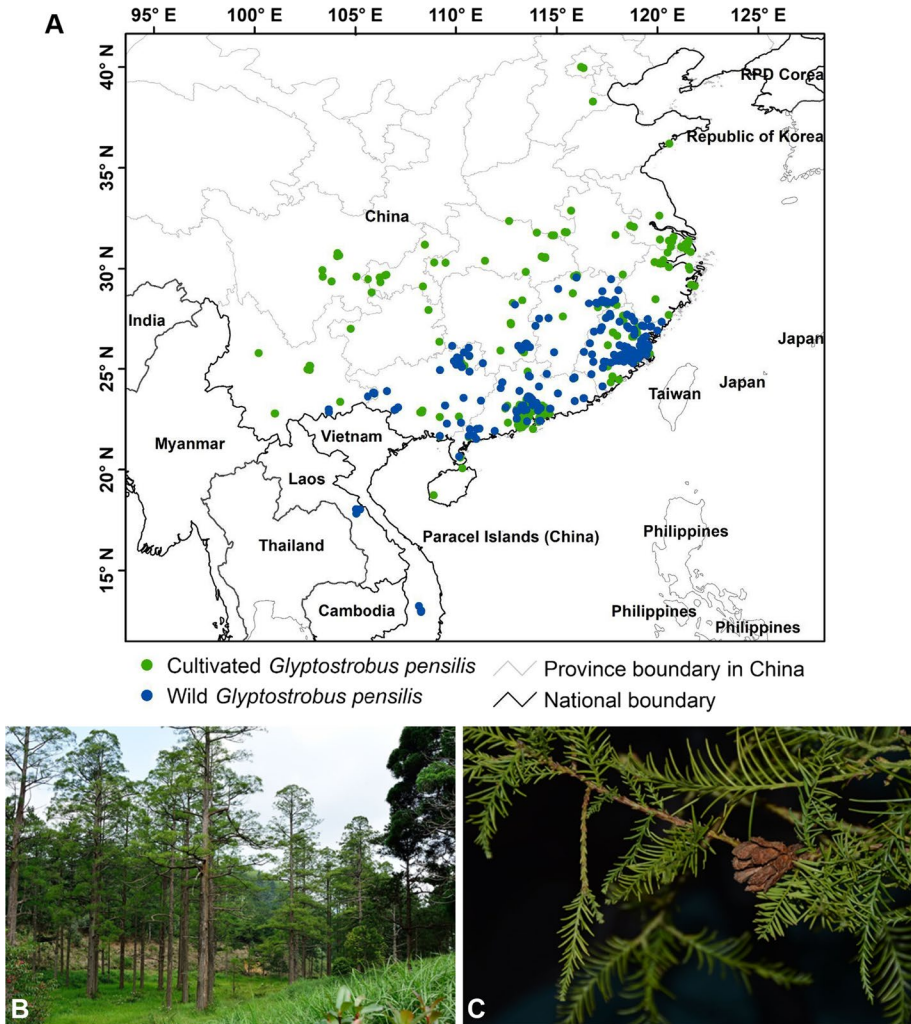 A
95° E 100° E 105° E 110° E 115° E 120° E 125° E
40° N
35° N
30° N
25° N
20° N
15° N
RPD Corea
Republic of Korea
China
India
Japan
Japan
Taiwan
Myanmar
Vietnam
Laos
Paracel Islands (China)
Philippines
Thailand
Cambodia
Philippines
Philippines
Cultivated Glyptostrobus pensilis
Province boundary in China
Wild Glyptostrobus pensilis
National boundary
B
C